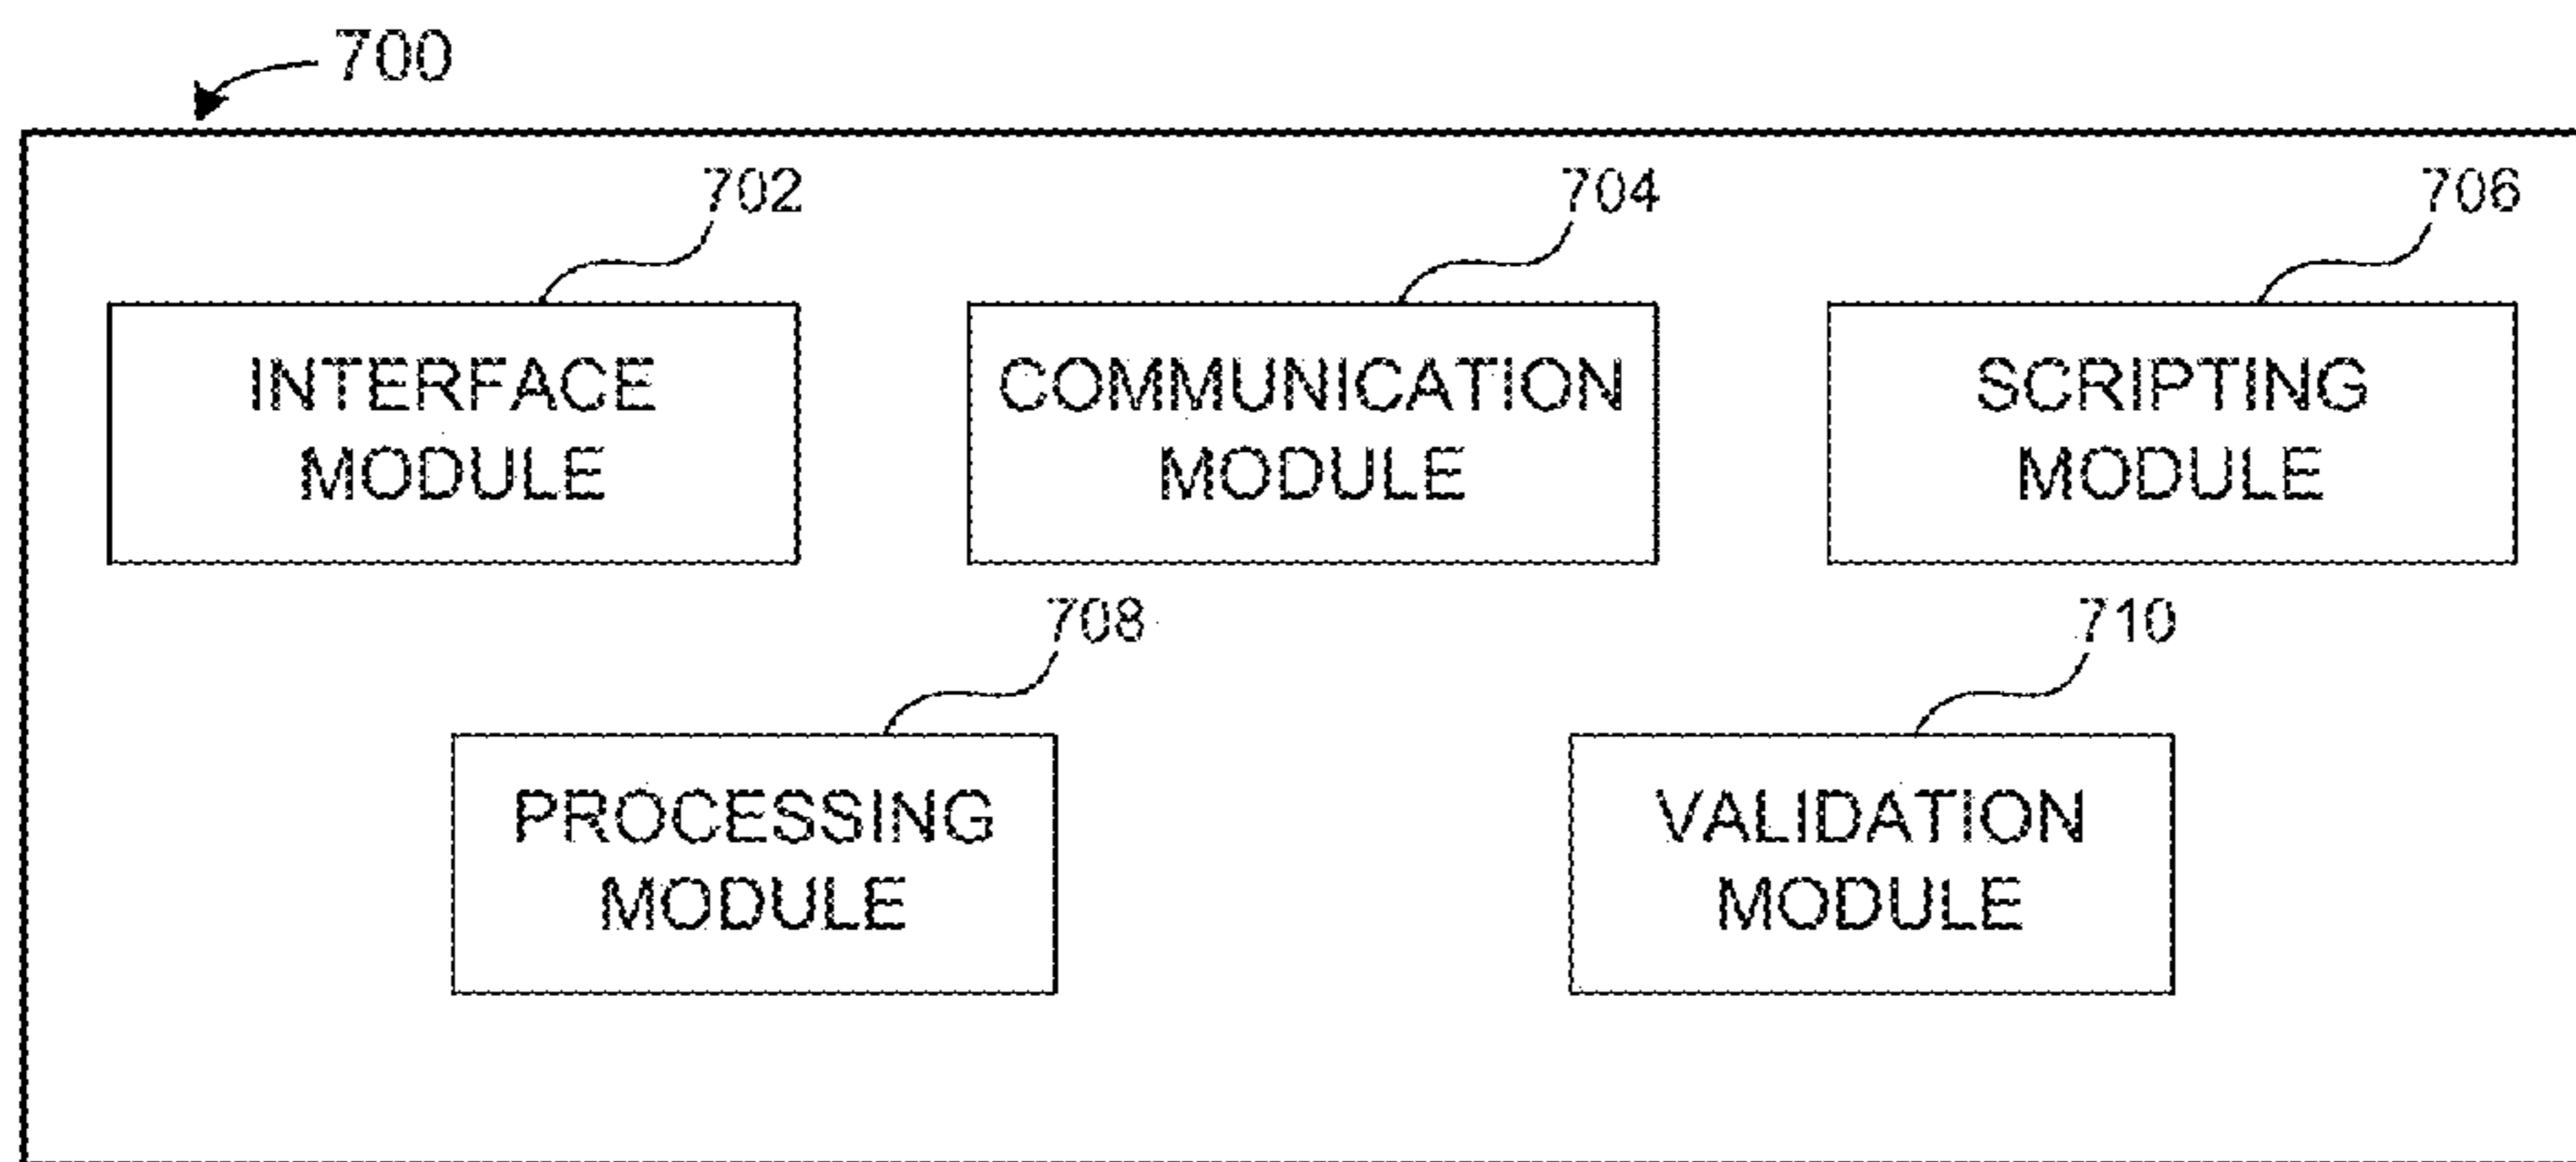 700
702
704
706
INTERFACE
MODULE
COMMUNICATION
MODULE
SCRIPTING
MODULE
708
710
PROCESSING
MODULE
VALIDATION
MODULE